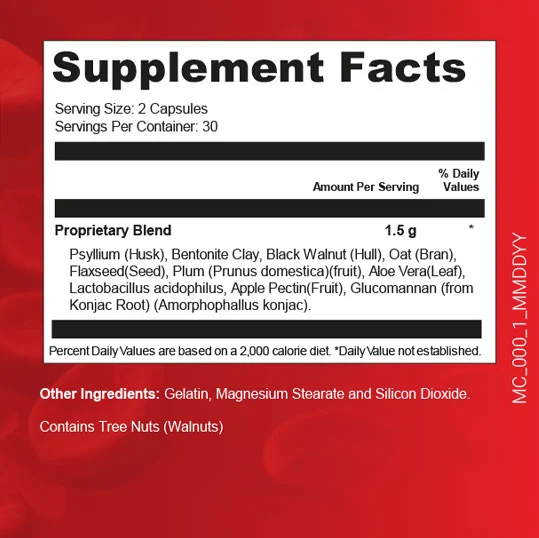 Supplement Facts
Serving Size: 2 Capsules
Servings Per Container: 30
% Daily
Amount Per Serving Values
Proprietary Blend 1.5 g *
Psyllium (Husk), Bentonite Clay, Black Walnut (Hull), Oat (Bran),
Flaxseed(Seed), Plum (Prunus domestica)(fruit), Aloe Vera(Leaf),
Lactobacillus acidophilus, Apple Pectin(Fruit), Glucomannan (from
Konjac Root) (Amorphophallus konjac).
Percent Daily Values are based on a 2,000 calorie diet. *Daily Value not established.
Other Ingredients: Gelatin, Magnesium Stearate and Silicon Dioxide.
Contains Tree Nuts (Walnuts)
MC_000_1_MMDDYY